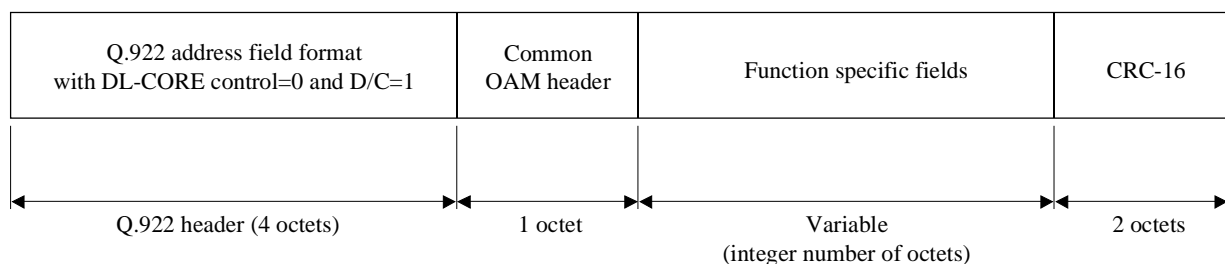 Q.922 address field format
with DL-CORE control=0 and D/C=1
Common
OAM header
Function specific fields
CRC-16
Q.922 header (4 octets)
1 octet
Variable
(integer number of octets)
2 octets